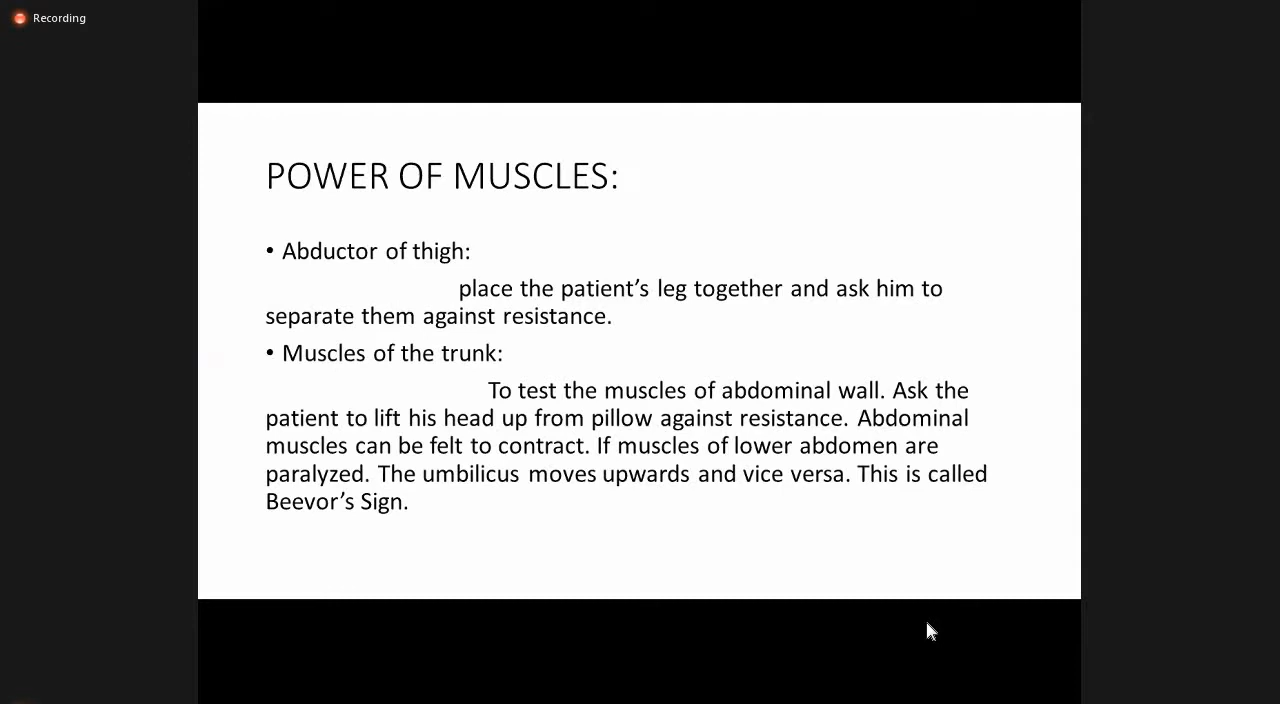 Recording
POWER OF MUSCLES:
• Abductor of thigh:
place the patient’s leg together and ask him to
separate them against resistance.
• Muscles of the trunk:
To test the muscles of abdominal wall. Ask the
patient to lift his head up from pillow against resistance. Abdominal
muscles can be felt to contract. If muscles of lower abdomen are
paralyzed. The umbilicus moves upwards and vice versa. This is called
Beevor’s Sign.